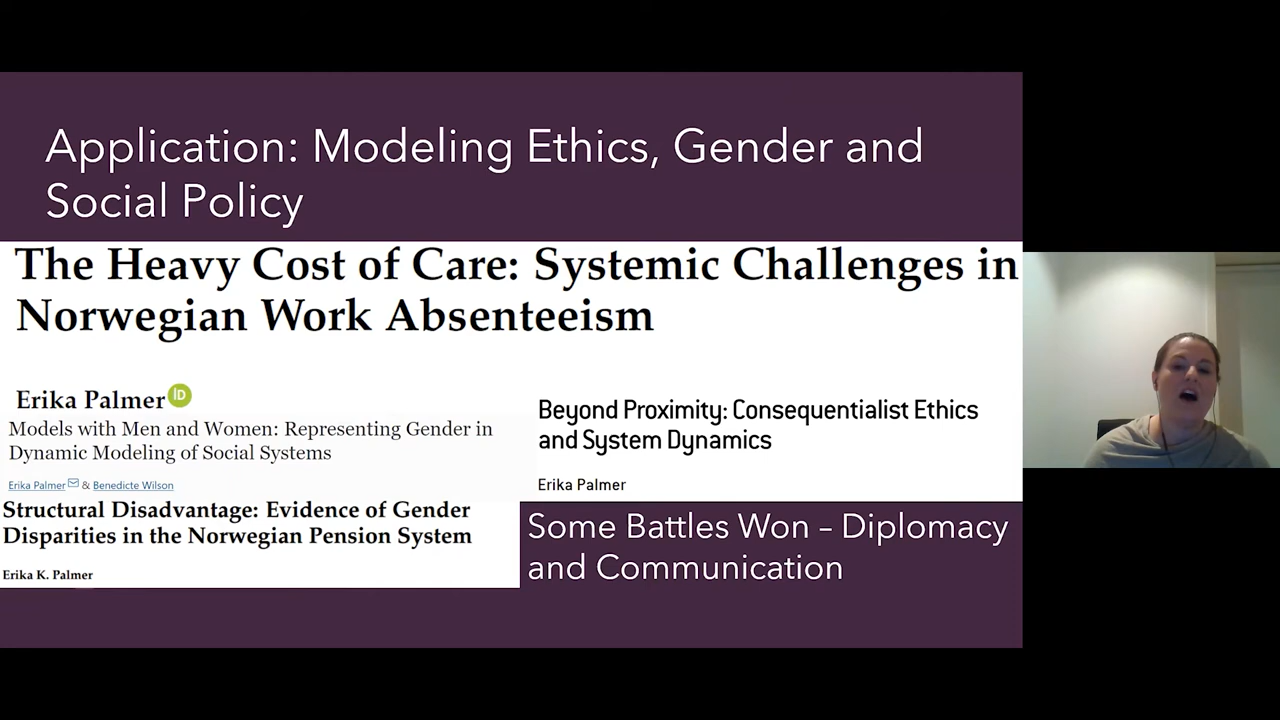 Application: Modeling Ethics, Gender and
Social Policy
The Heavy Cost of Care: Systemic Challenges in
Norwegian Work Absenteeism
Erika Palmer iD
Models with Men and Women: Representing Gender in
Dynamic Modeling of Social Systems
Erika Palmer & Benedicte Wilson
Beyond Proximity: Consequentialist Ethics
and System Dynamics
Erika Palmer
Structural Disadvantage: Evidence of Gender
Disparities in the Norwegian Pension System
Erika K. Palmer
Some Battles Won – Diplomacy
and Communication